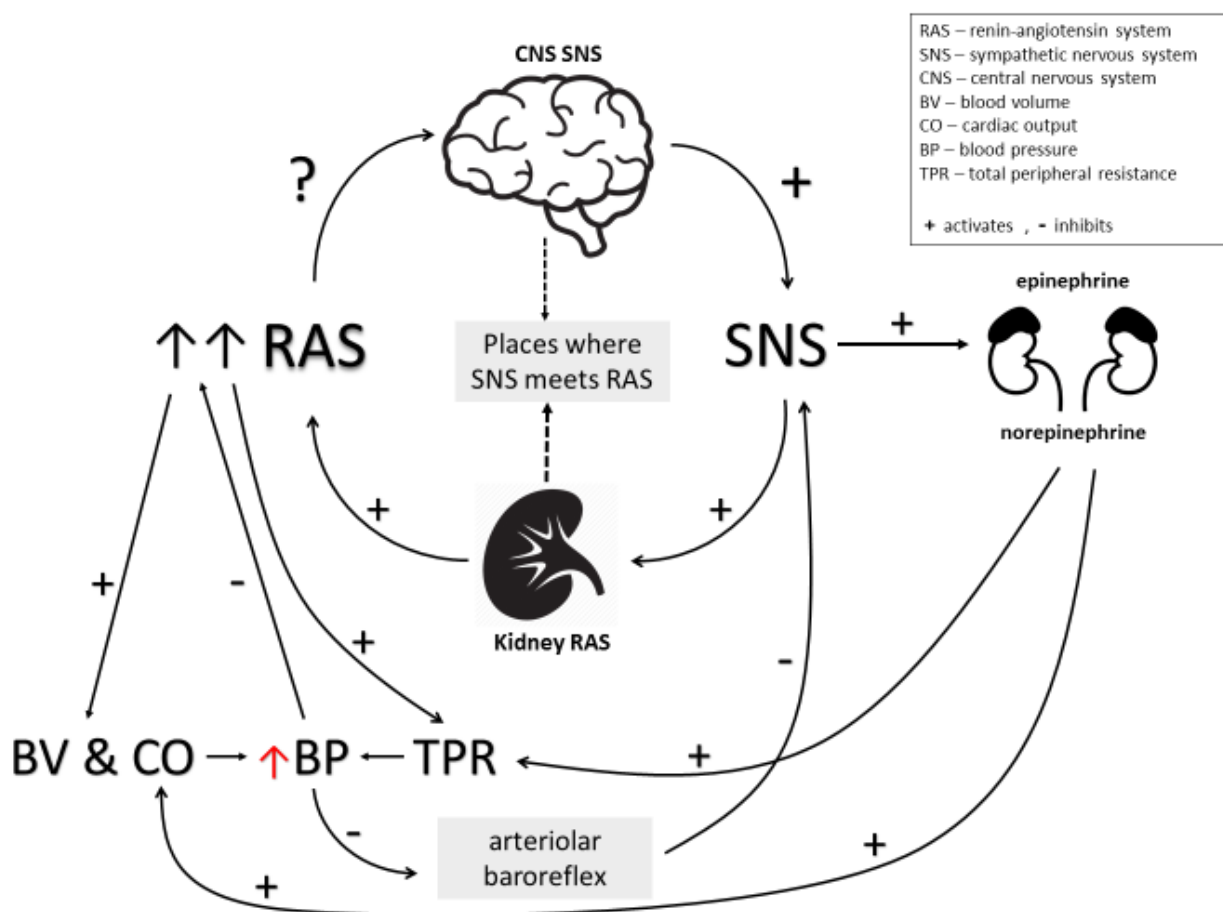 RAS – renin-angiotensin system
SNS – sympathetic nervous system
CNS – central nervous system
BV – blood volume
CO – cardiac output
BP – blood pressure
TPR – total peripheral resistance
+ activates , - inhibits
CNS SNS
?
+
epinephrine
↑↑ RAS
Places where
SNS meets RAS
SNS
+
norepinephrine
+
+
Kidney RAS
+
-
+
-
BV & CO
↑BP
TPR
+
-
arteriolar
baroreflex
+
+